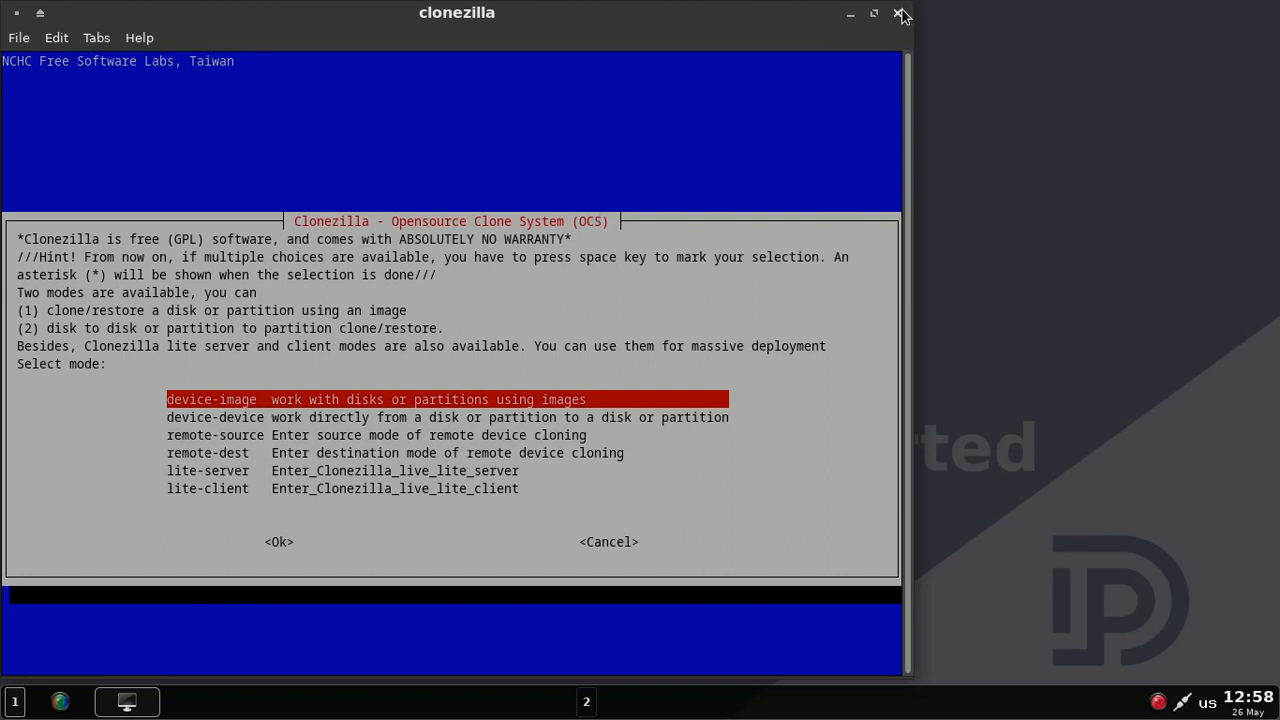 clonezilla
File Edit Tabs Help
NCHC Free Software Labs, Taiwan
Clonezilla - Opensource Clone System (OCS)
*Clonezilla is free (GPL) software, and comes with ABSOLUTELY NO WARRANTY*
///Hint! From now on, if multiple choices are available, you have to press space key to mark your selection. An
asterisk (*) will be shown when the selection is done///
Two modes are available, you can
(1) clone/restore a disk or partition using an image
(2) disk to disk or partition to partition clone/restore.
Besides, Clonezilla lite server and client modes are also available. You can use them for massive deployment
Select mode:
device-image work with disks or partitions using images
device-device work directly from a disk or partition to a disk or partition
remote-source Enter source mode of remote device cloning
remote-dest Enter destination mode of remote device cloning
lite-server Enter_Clonezilla_live_lite_server
lite-client Enter_Clonezilla_live_lite_client
<Ok> <Cancel>
rted
1 2 us 12:58
26 May